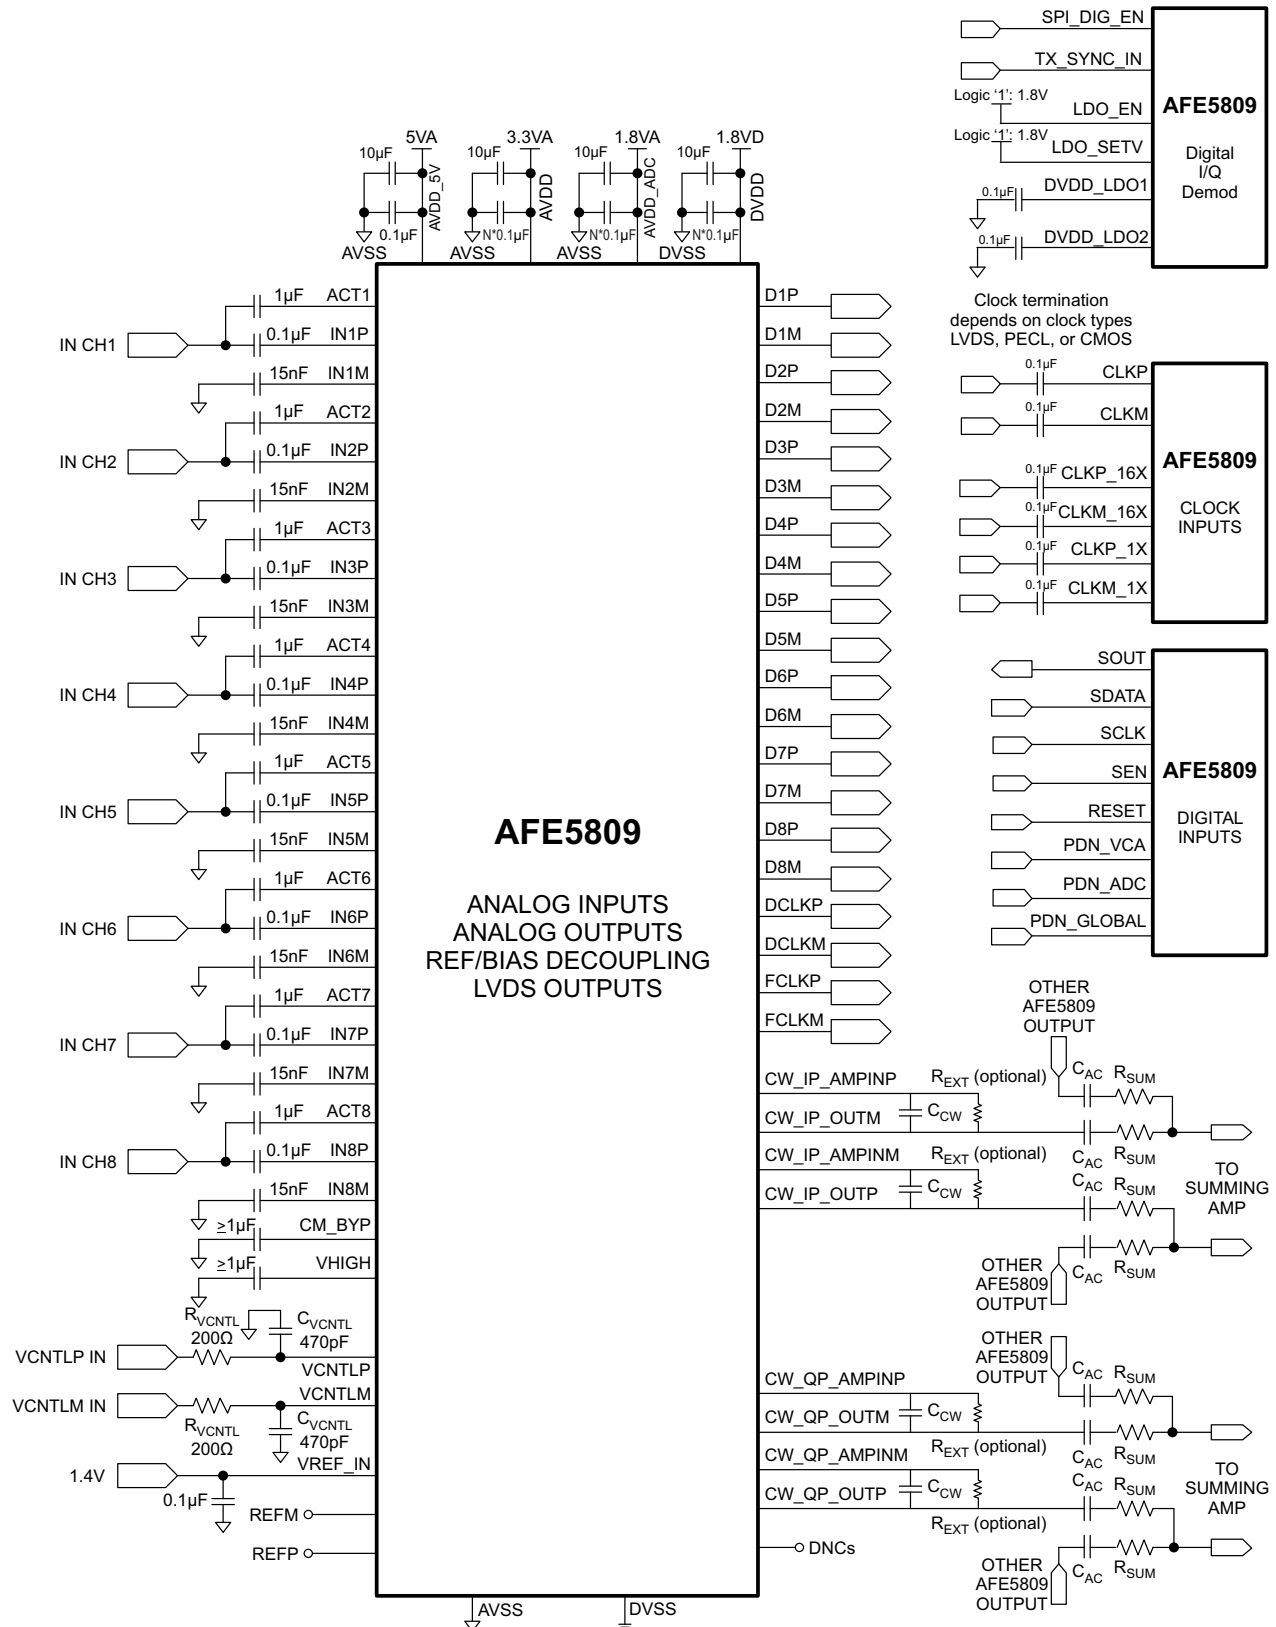 SPI_DIG_EN
TX_SYNC_IN
Logic '1': 1.8V
LDO_EN
Logic '1': 1.8V
LDO_SETV
DVDD_LDO1
0.1µF
DVDD_LDO2
0.1µF
AFE5809
Digital
I/Q
Demod
5VA
3.3VA
1.8VA
1.8VD
10µF
10µF
10µF
10µF
AVDD_5V
AVDD
AVDD_ADC
DVDD
0.1µF
N*0.1µF
N*0.1µF
N*0.1µF
AVSS
AVSS
AVSS
DVSS
IN CH1
1µF ACT1
0.1µF IN1P
15nF IN1M
IN CH2
1µF ACT2
0.1µF IN2P
15nF IN2M
IN CH3
1µF ACT3
0.1µF IN3P
15nF IN3M
IN CH4
1µF ACT4
0.1µF IN4P
15nF IN4M
IN CH5
1µF ACT5
0.1µF IN5P
15nF IN5M
IN CH6
1µF ACT6
0.1µF IN6P
15nF IN6M
IN CH7
1µF ACT7
0.1µF IN7P
15nF IN7M
IN CH8
1µF ACT8
0.1µF IN8P
15nF IN8M
≥1µF CM_BYP
≥1µF VHIGH
RVCNTL
200Ω
CVCNTL
470pF
VCNTLP IN
VCNTLP
VCNTLM IN
VCNTLM
RVCNTL
200Ω
CVCNTL
470pF
1.4V
VREF_IN
0.1µF
REFM
REFP
AFE5809
ANALOG INPUTS
ANALOG OUTPUTS
REF/BIAS DECOUPLING
LVDS OUTPUTS
AVSS
DVSS
D1P
D1M
D2P
D2M
D3P
D3M
D4P
D4M
D5P
D5M
D6P
D6M
D7P
D7M
D8P
D8M
DCLKP
DCLKM
FCLKP
FCLKM
Clock termination
depends on clock types
LVDS, PECL, or CMOS
0.1µF CLKP
0.1µF CLKM
0.1µF CLKP_16X
0.1µF CLKM_16X
0.1µF CLKP_1X
0.1µF CLKM_1X
AFE5809
CLOCK
INPUTS
SOUT
SDATA
SCLK
SEN
RESET
PDN_VCA
PDN_ADC
PDN_GLOBAL
AFE5809
DIGITAL
INPUTS
OTHER
AFE5809
OUTPUT
CAC RSUM
CW_IP_AMPINP
REXT (optional)
CW_IP_OUTM
CCW
CAC RSUM
CW_IP_AMPINM
REXT (optional)
CW_IP_OUTP
CCW
CAC RSUM
TO
SUMMING
AMP
OTHER
AFE5809
OUTPUT
CAC RSUM
OTHER
AFE5809
OUTPUT
CAC RSUM
CW_QP_AMPINP
CW_QP_OUTM
CCW
REXT (optional)
CAC RSUM
CW_QP_AMPINM
CW_QP_OUTP
CCW
REXT (optional)
CAC RSUM
TO
SUMMING
AMP
DNCs
OTHER
AFE5809
OUTPUT
CAC RSUM